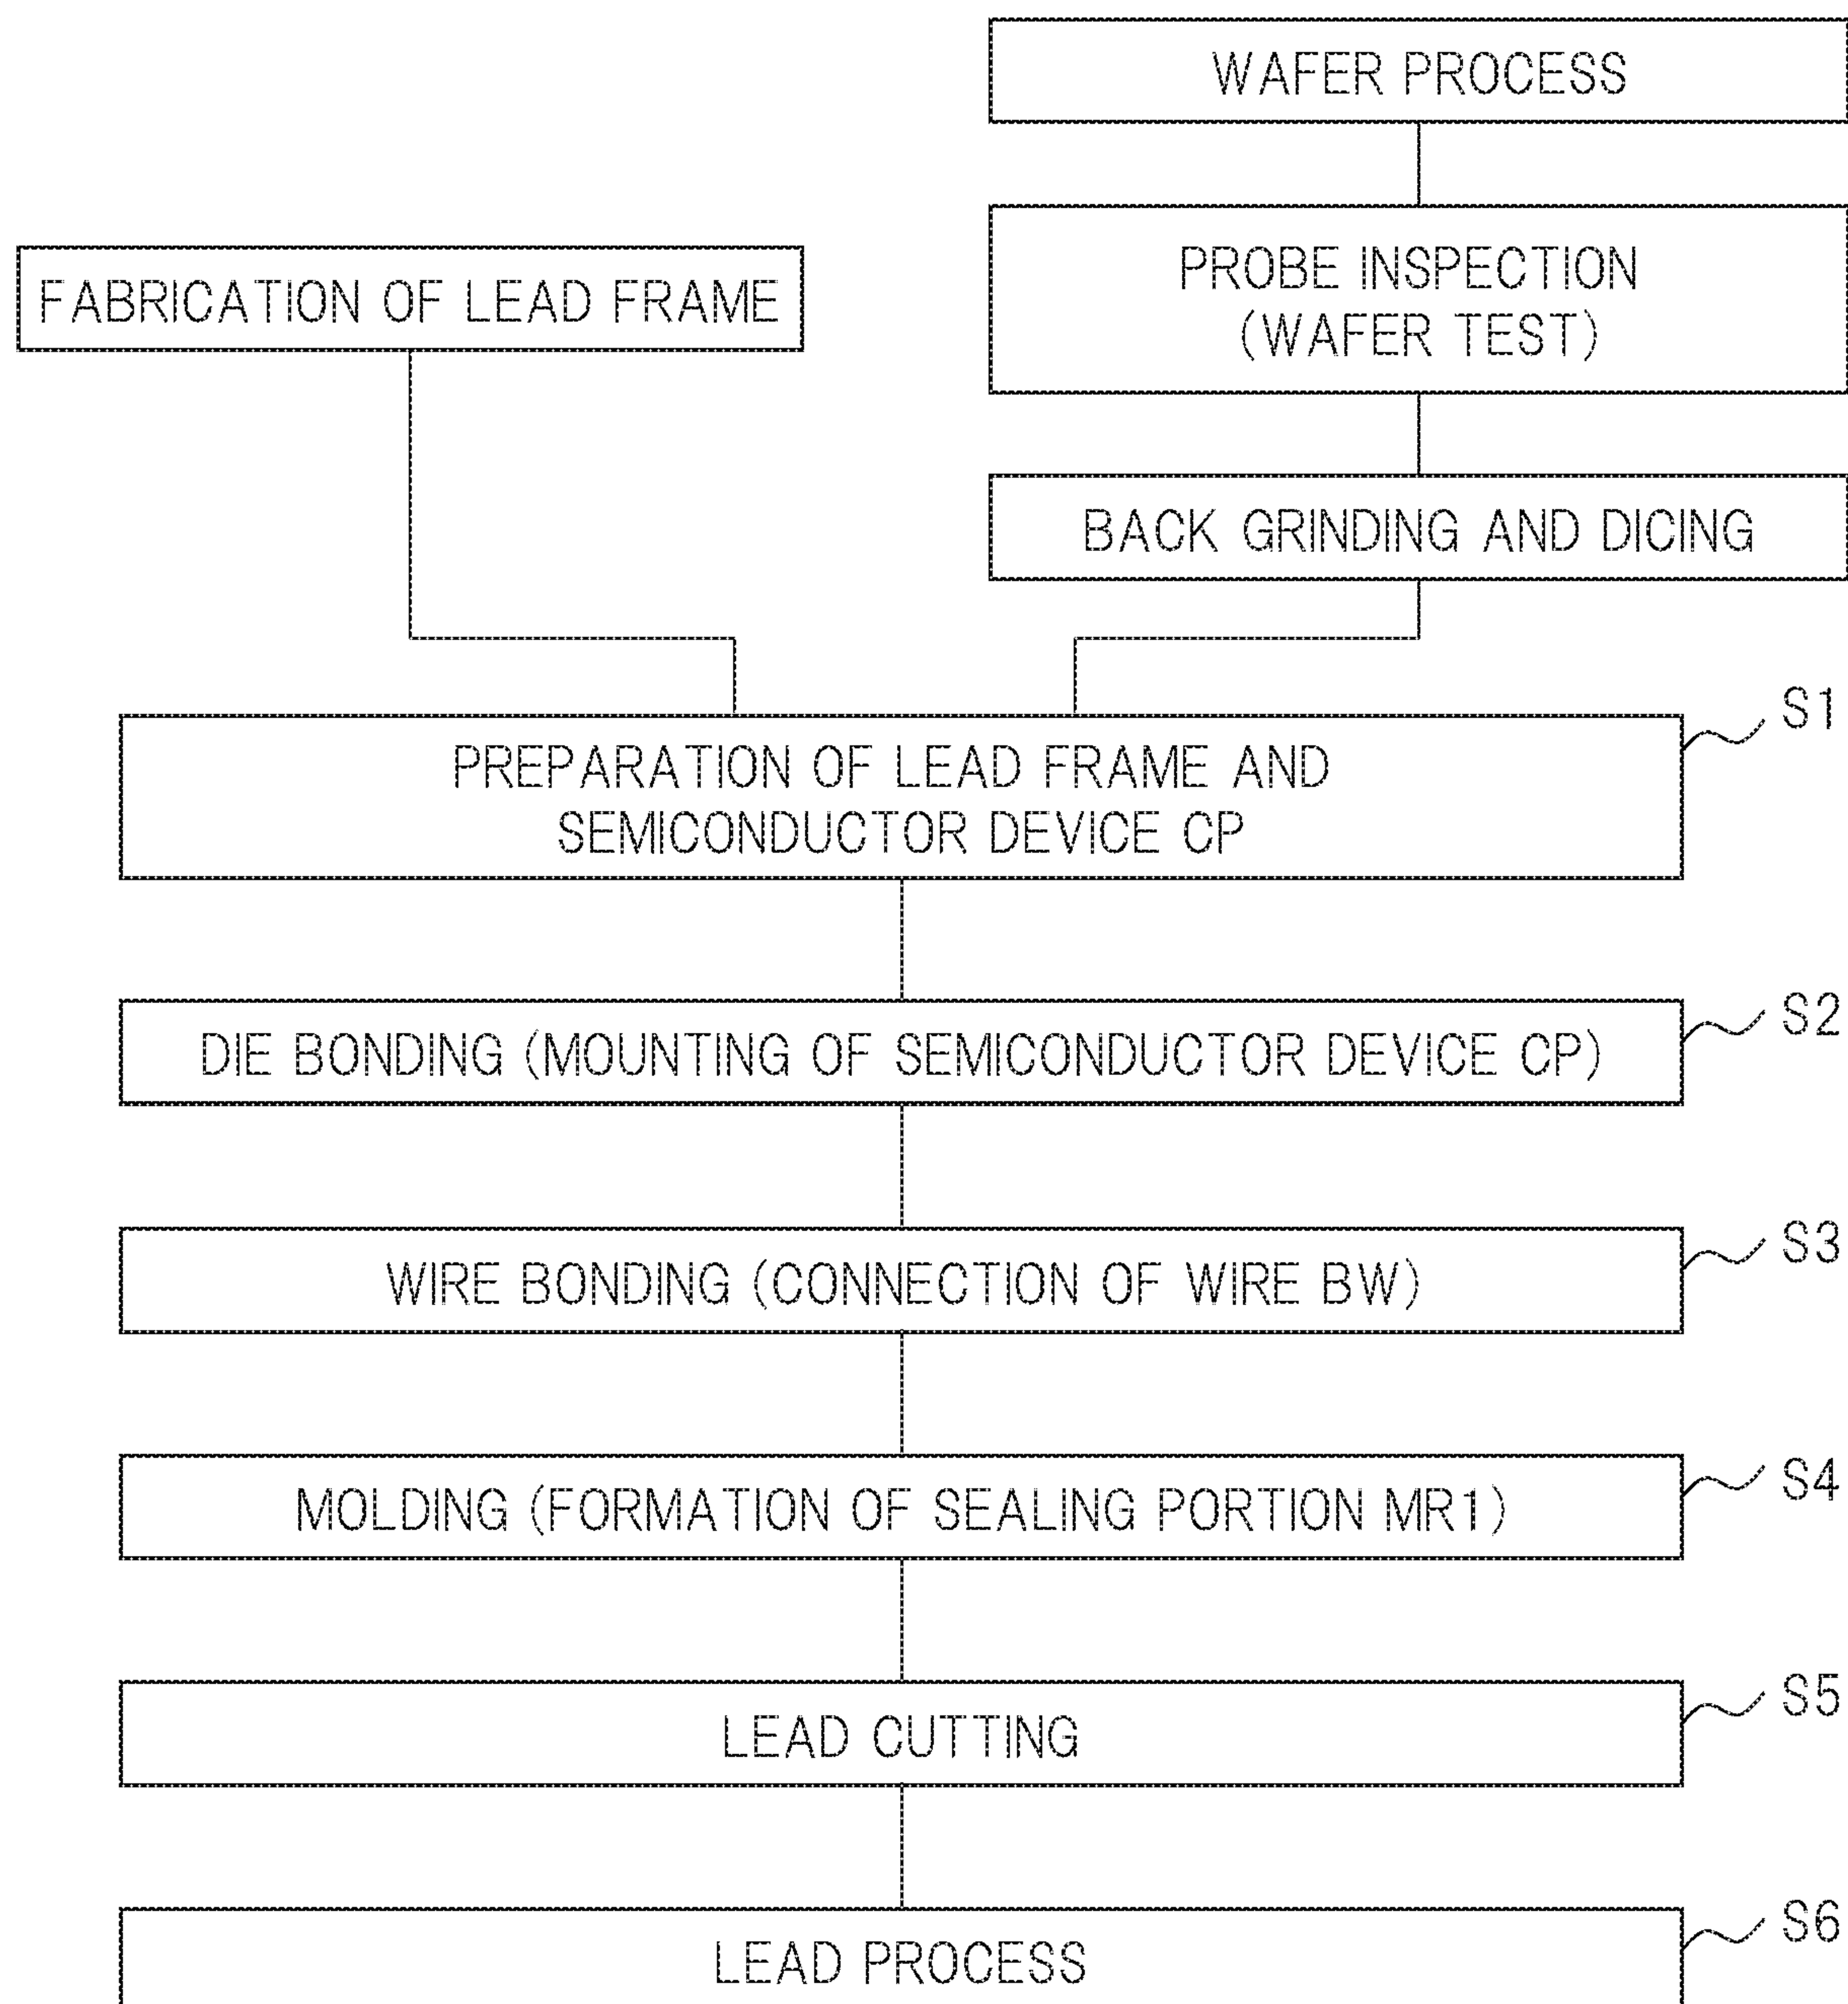 WAFER PROCESS
PROBE INSPECTION
(WAFER TEST)
FABRICATION OF LEAD FRAME
BACK GRINDING AND DICING
S1
PREPARATION OF LEAD FRAME AND
SEMICONDUCTOR DEVICE CP
S2
DIE BONDING (MOUNTING OF SEMICONDUCTOR DEVICE CP)
S3
WIRE BONDING (CONNECTION OF WIRE BW)
S4
MOLDING (FORMATION OF SEALING PORTION MR1)
S5
LEAD CUTTING
S6
LEAD PROCESS